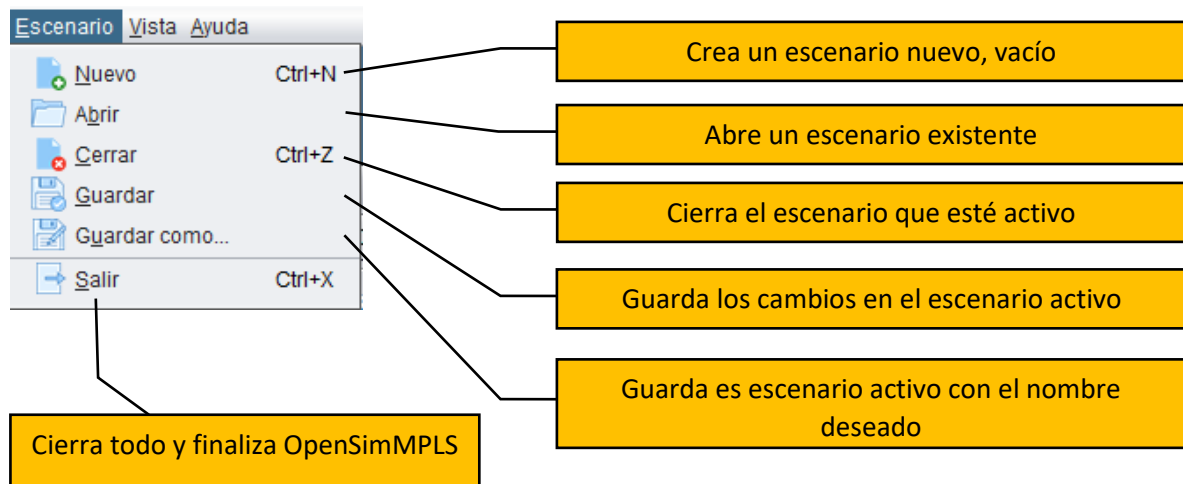 Escenario Vista Ayuda
Nuevo Ctrl+N
Abrir
Cerrar Ctrl+Z
Guardar
Guardar como...
Salir Ctrl+X
Crea un escenario nuevo, vacío
Abre un escenario existente
Cierra el escenario que esté activo
Guarda los cambios en el escenario activo
Guarda es escenario activo con el nombre
deseado
Cierra todo y finaliza OpenSimMPLS